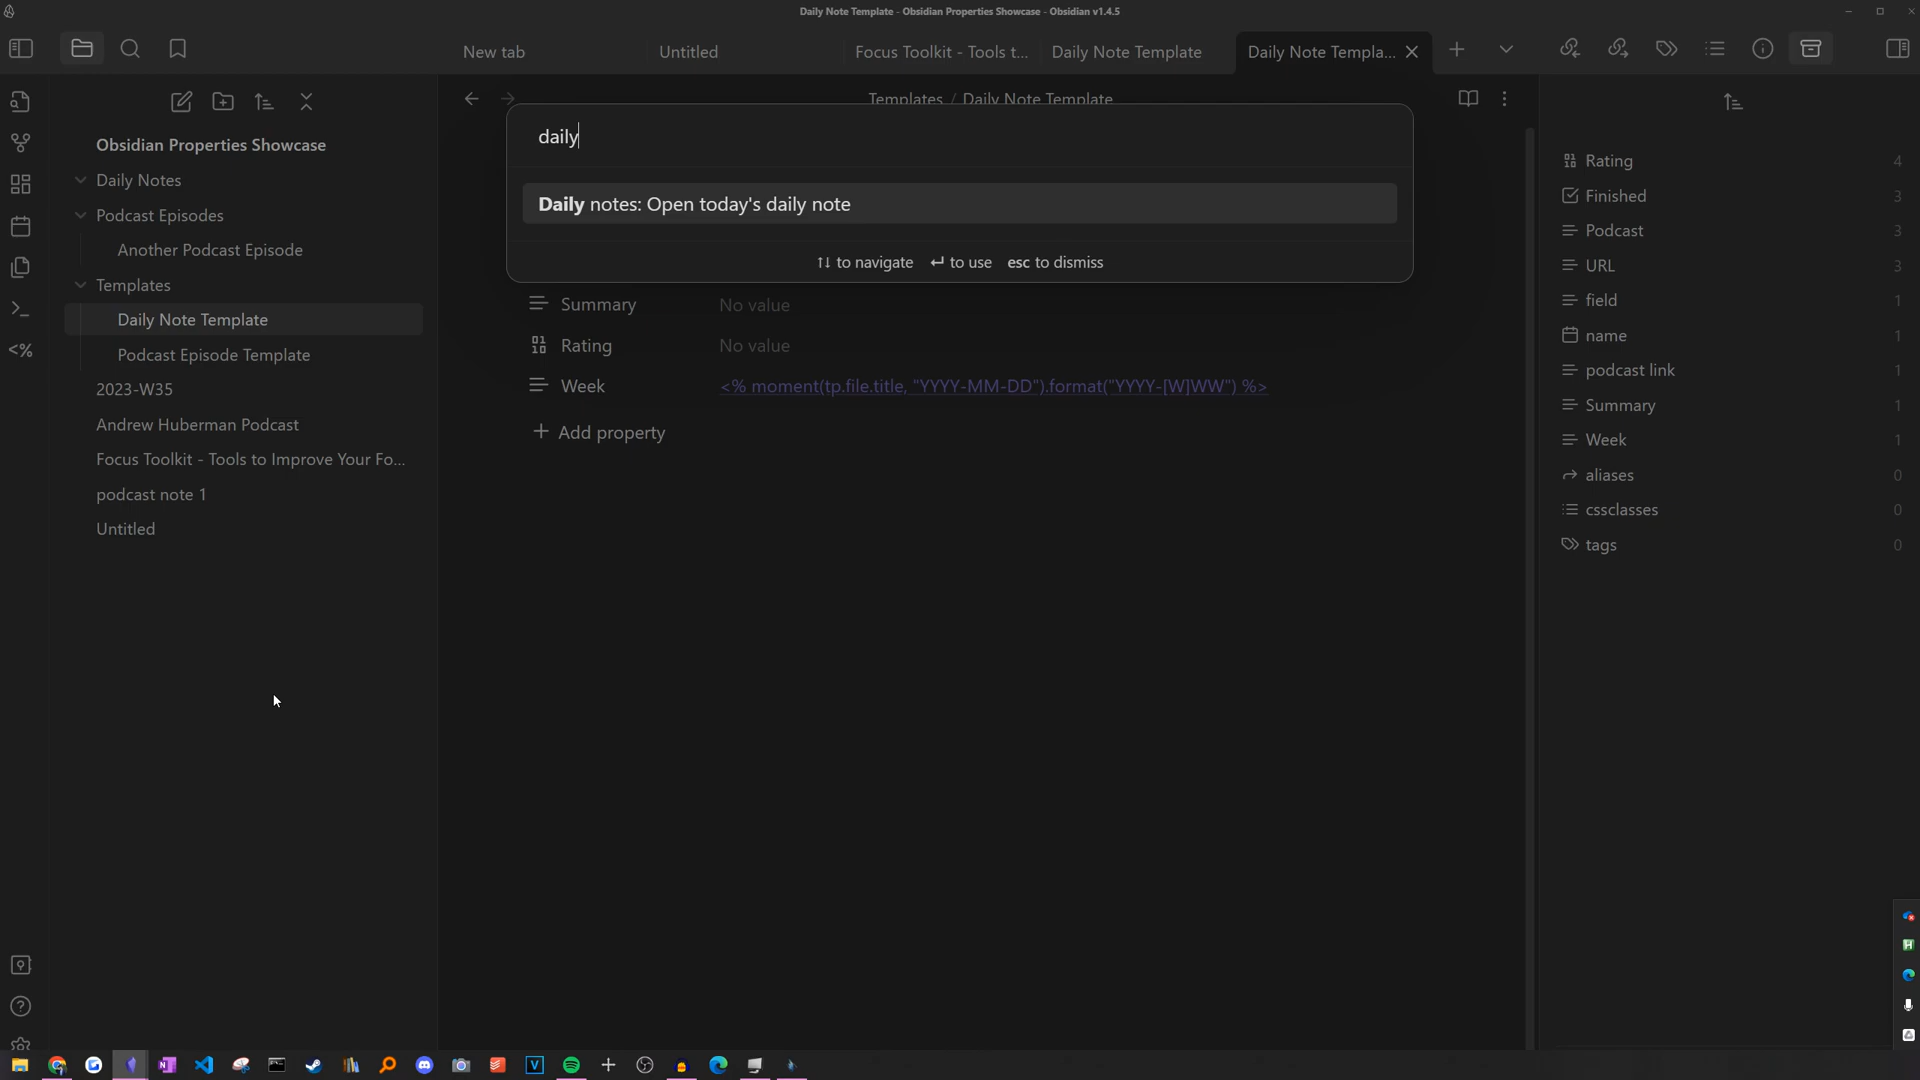 Daily Note Template - Obsidian Properties Showcase - Obsidian v1.4.5
New tab
Untitled
Focus Toolkit - Tools t...
Daily Note Template
Daily Note Templa...
Templates / Daily Note Template
Obsidian Properties Showcase
Daily Notes
Podcast Episodes
Another Podcast Episode
Templates
Daily Note Template
Podcast Episode Template
2023-W35
Andrew Huberman Podcast
Focus Toolkit - Tools to Improve Your Fo...
podcast note 1
Untitled
daily
Daily notes: Open today's daily note
↑↓ to navigate ↵ to use esc to dismiss
Summary No value
Rating No value
Week <% moment(tp.file.title, "YYYY-MM-DD").format("YYYY-[W]WW") %>
+ Add property
Rating 4
Finished 3
Podcast 3
URL 3
field 1
name 1
podcast link 1
Summary 1
Week 1
aliases 0
cssclasses 0
tags 0